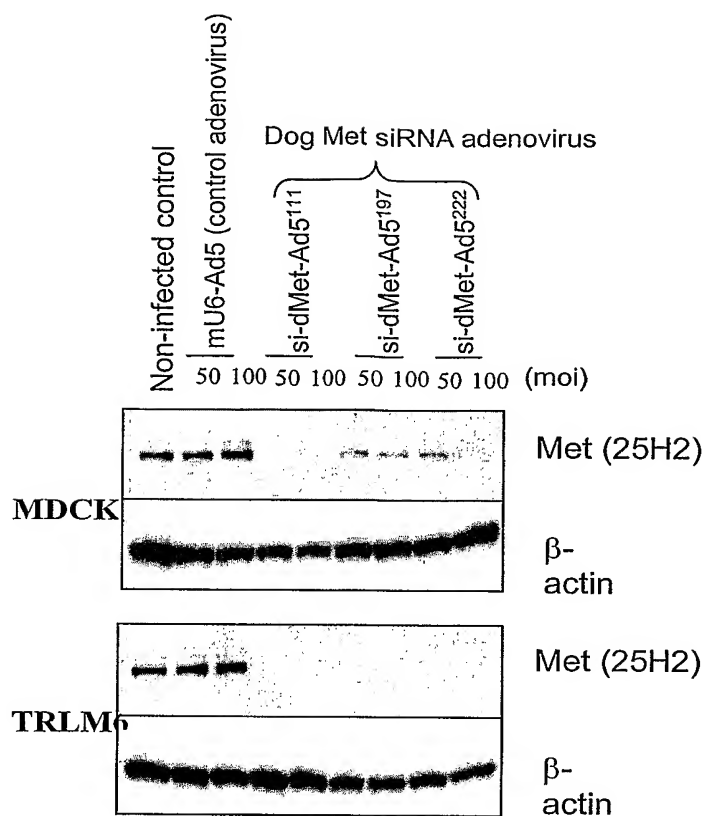 Dog Met siRNA adenovirus
Non-infected control
mU6-Ad5 (control adenovirus)
si-dMet-Ad5¹¹¹
si-dMet-Ad5¹⁹⁷
si-dMet-Ad5²²²
50 100 50 100 50 100 50 100 (moi)
Met (25H2)
MDCK
β-
actin
Met (25H2)
TRLM6
β-
actin